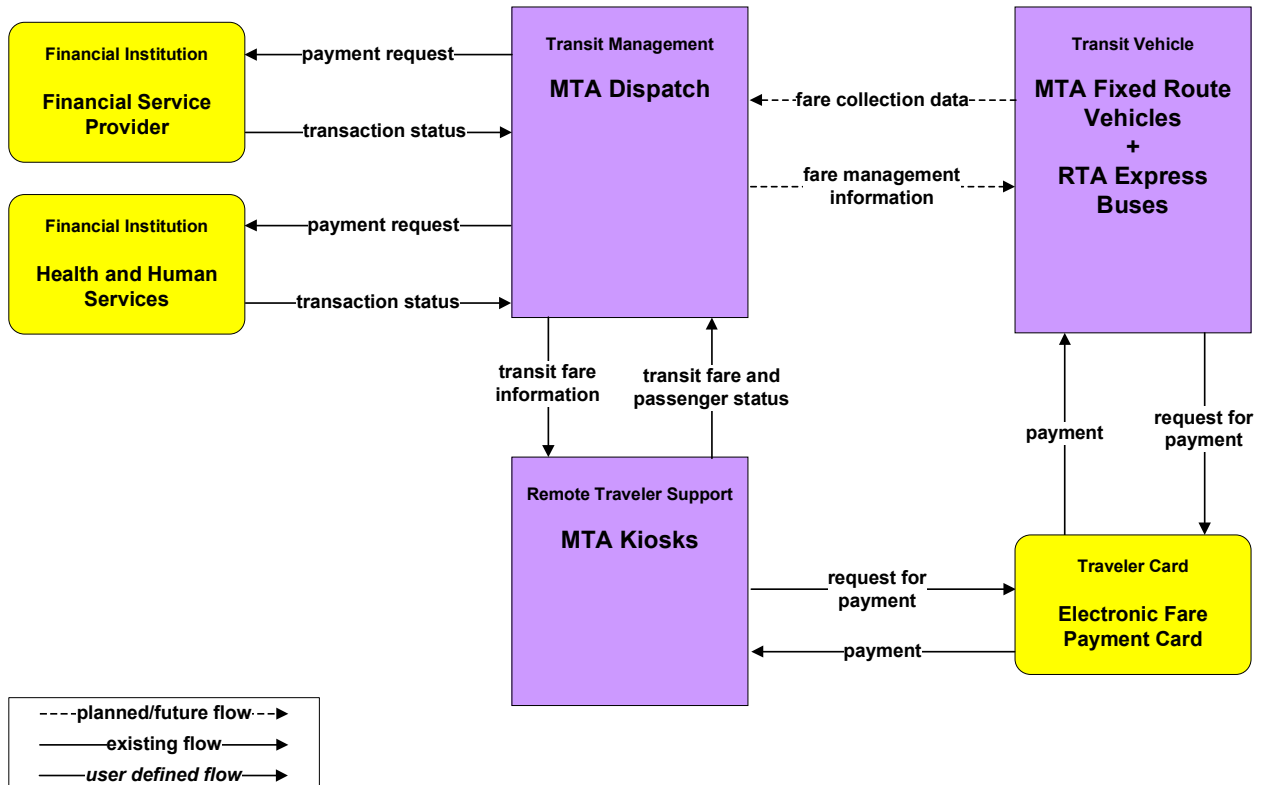 Financial Institution
Financial Service
Provider
payment request
transaction status
Transit Management
MTA Dispatch
fare collection data
fare management
information
Transit Vehicle
MTA Fixed Route
Vehicles
+
RTA Express
Buses
Financial Institution
Health and Human
Services
payment request
transaction status
transit fare
information
transit fare and
passenger status
payment
request for
payment
Remote Traveler Support
MTA Kiosks
request for
payment
payment
Traveler Card
Electronic Fare
Payment Card
planned/future flow
existing flow
user defined flow